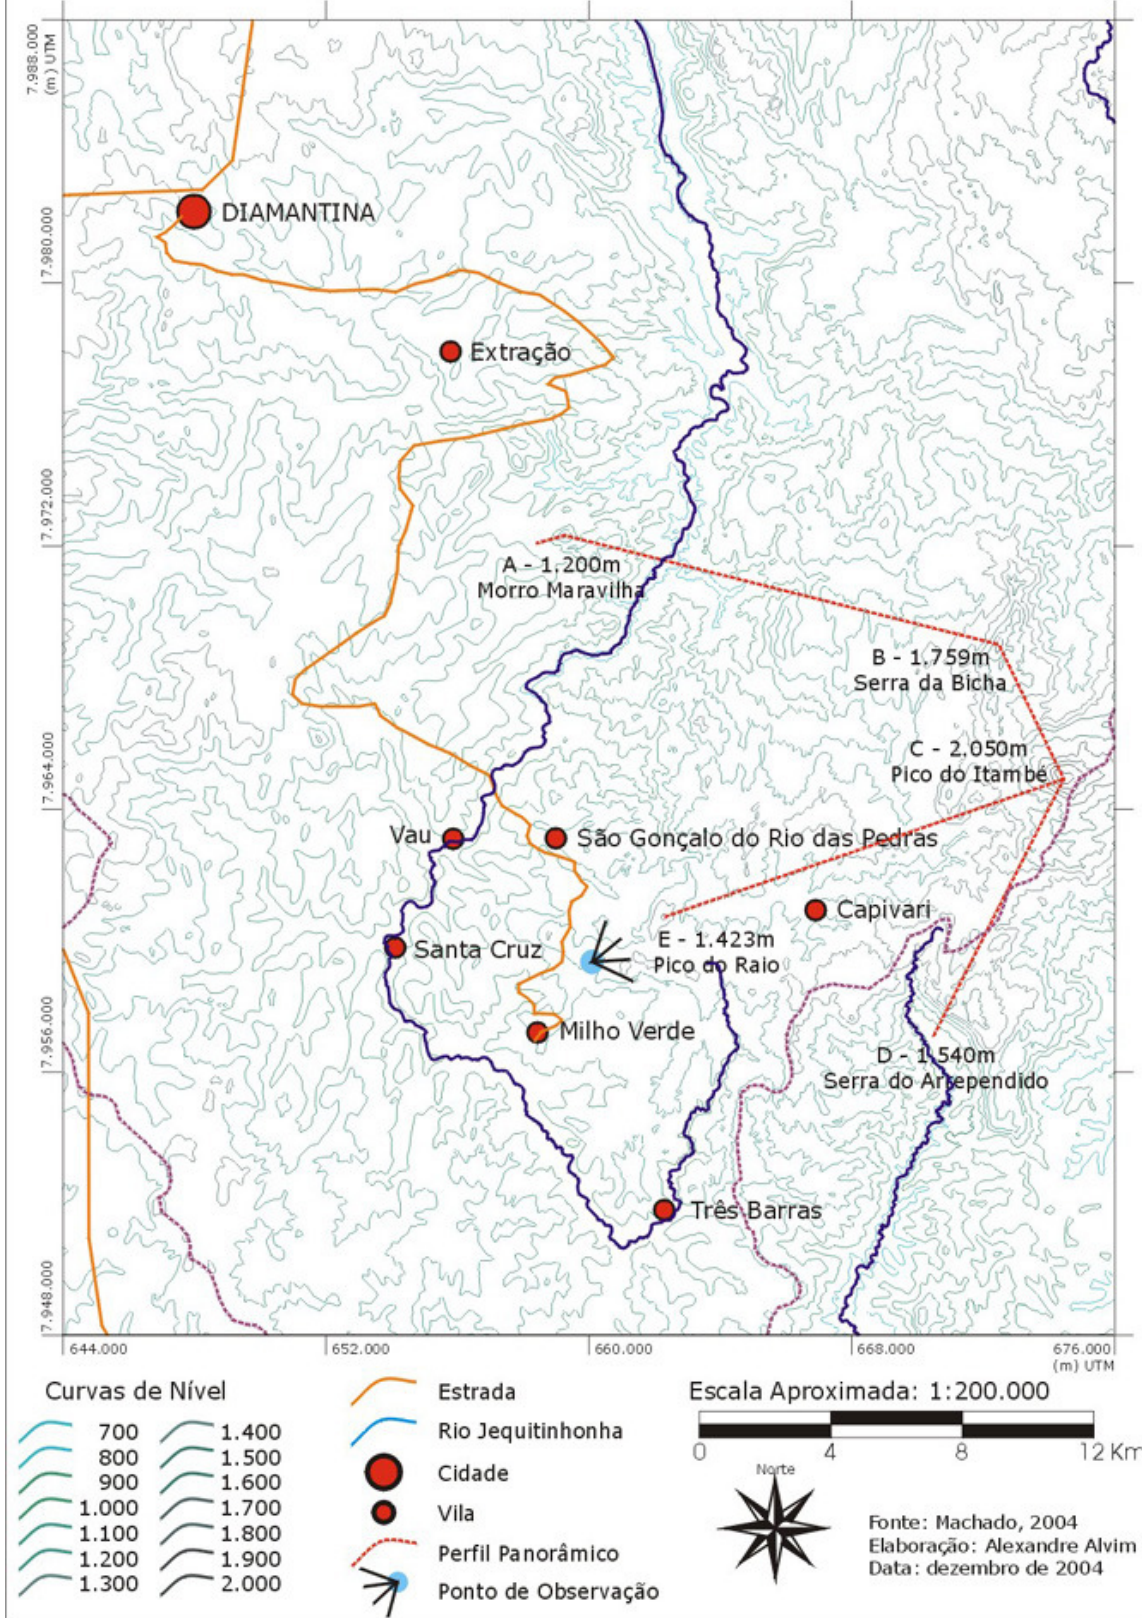 7.988.000
(m) UTM
DIAMANTINA
7.980.000
Extração
7.972.000
A - 1.200m
Morro Maravilha
B - 1.759m
Serra da Bicha
C - 2.050m
Pico do Itambé
7.964.000
Vau
São Gonçalo do Rio das Pedras
Capivari
Santa Cruz
E - 1.423m
Pico do Raio
7.956.000
Milho Verde
D - 1.540m
Serra do Arrependido
Três Barras
7.948.000
644.000
652.000
660.000
668.000
676.000
(m) UTM
Curvas de Nível
700
800
900
1.000
1.100
1.200
1.300
1.400
1.500
1.600
1.700
1.800
1.900
2.000
Estrada
Rio Jequitinhonha
Cidade
Vila
Perfil Panorâmico
Ponto de Observação
Escala Aproximada: 1:200.000
0 4 8 12 Km
Norte
Fonte: Machado, 2004
Elaboração: Alexandre Alvim
Data: dezembro de 2004